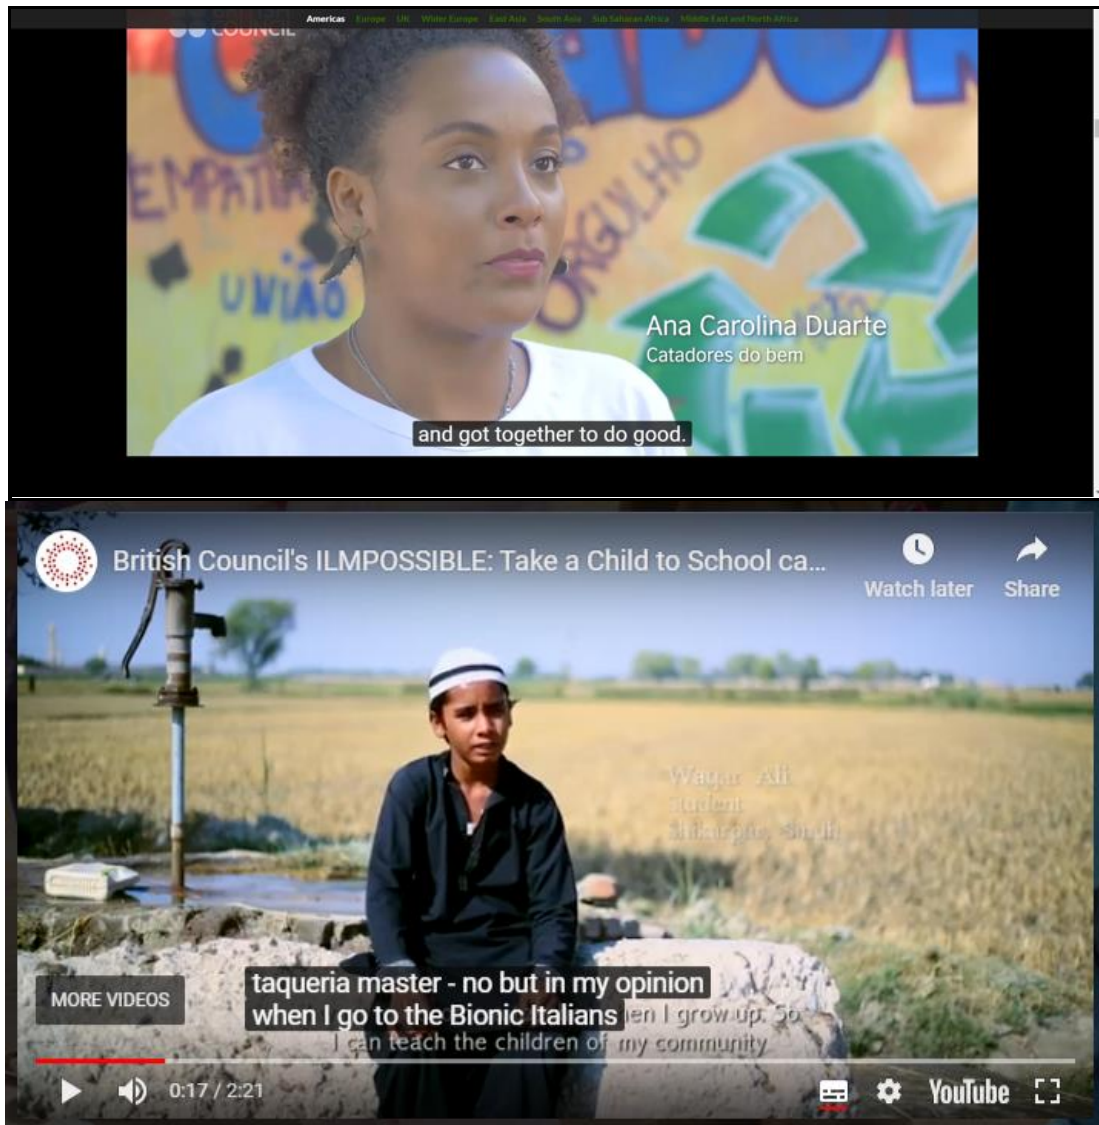 COUNCIL
Americas Europe UK Wider Europe East Asia South Asia Sub Saharan Africa Middle East and North Africa
EMPATIA
ORGULHO
UNIÃO
Ana Carolina Duarte
Catadores do bem
and got together to do good.
British Council's ILMPOSSIBLE: Take a Child to School ca...
Watch later Share
Waqar Ali
Student
Shikarpur, Sindh
MORE VIDEOS
taqueria master - no but in my opinion
when I go to the Bionic Italians
en I grow up. So
I can teach the children of my community
0:17 / 2:21
YouTube